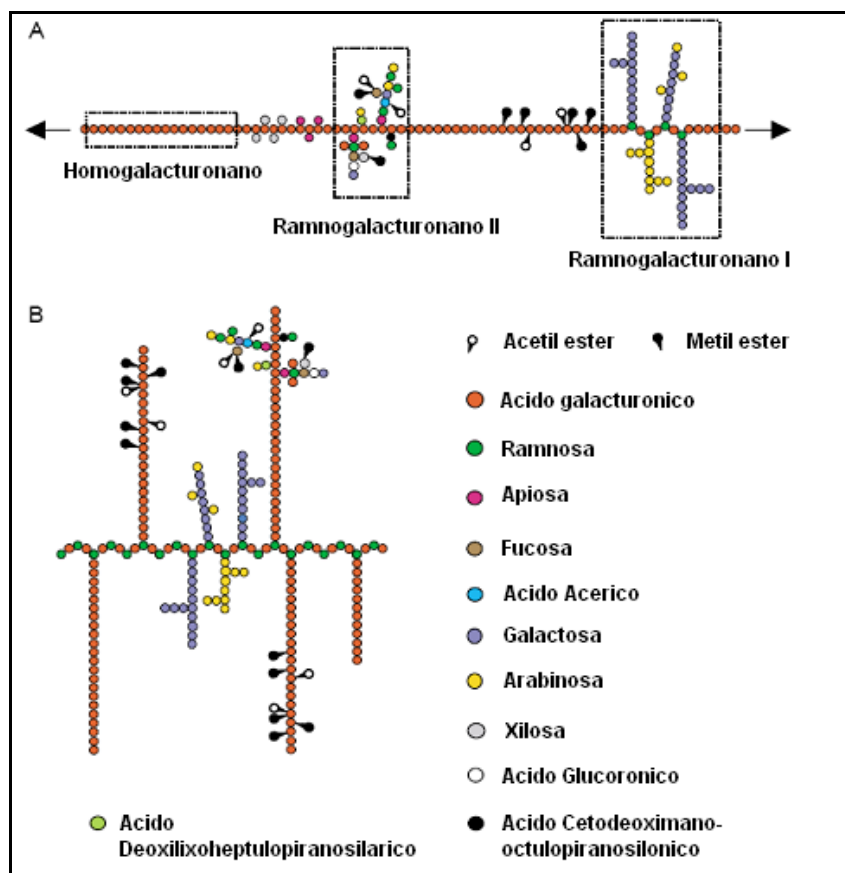 A
Homogalacturonano
Ramnogalacturonano II
Ramnogalacturonano I
B
Acetil ester
Metil ester
Acido galacturonico
Ramnosa
Apiosa
Fucosa
Acido Acerico
Galactosa
Arabinosa
Xilosa
Acido Glucoronico
Acido
Deoxilixoheptulopiranosilarico
Acido Cetodeoximano-
octulopiranosilonico